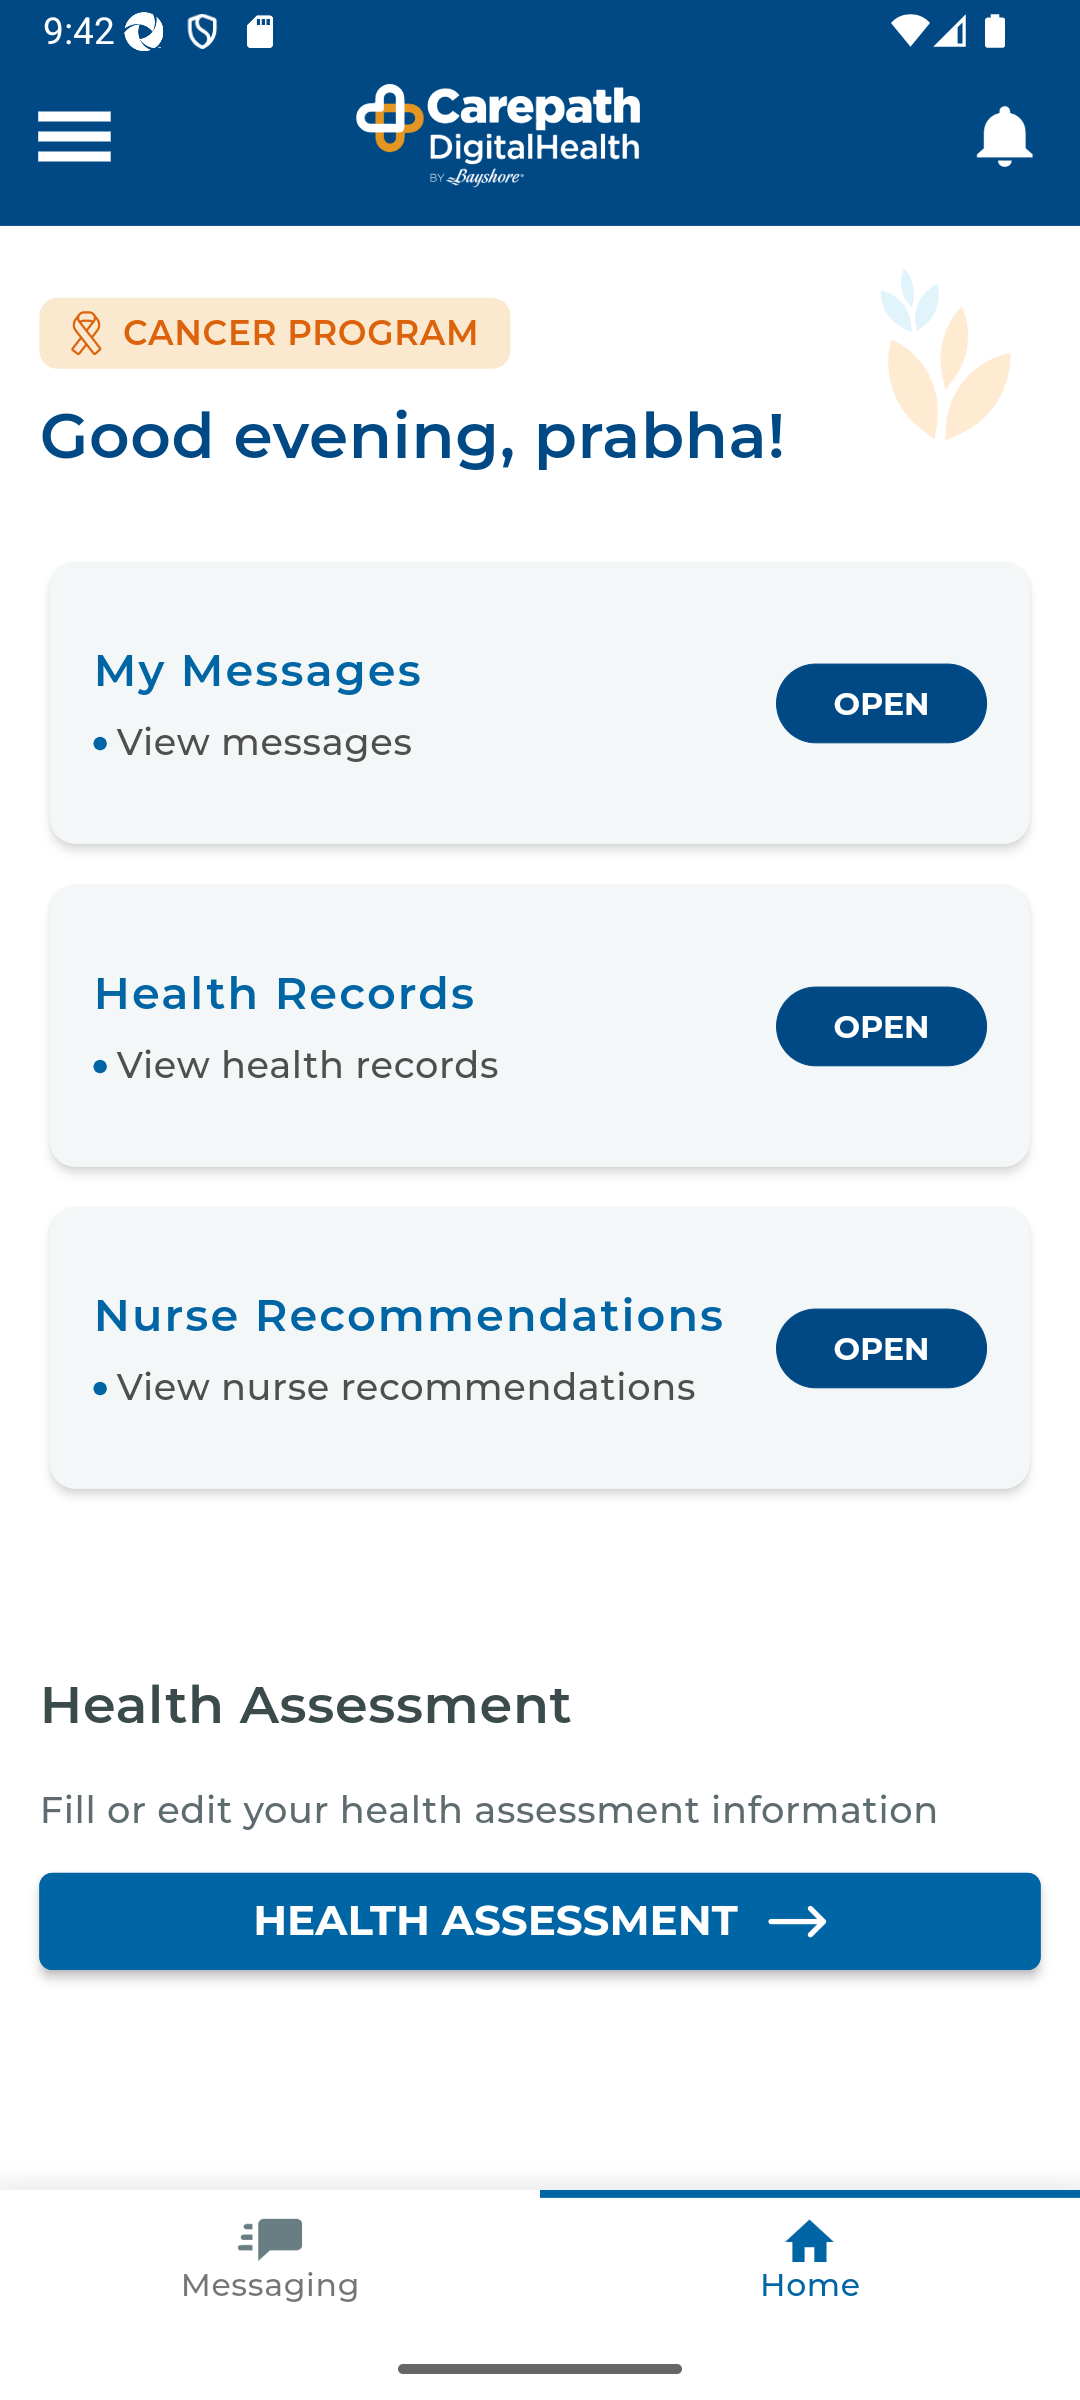 9:42
Carepath
DigitalHealth
BY Bayshore
CANCER PROGRAM
Good evening, prabha!
My Messages
• View messages
OPEN
Health Records
• View health records
OPEN
Nurse Recommendations
• View nurse recommendations
OPEN
Health Assessment
Fill or edit your health assessment information
HEALTH ASSESSMENT →
Messaging
Home